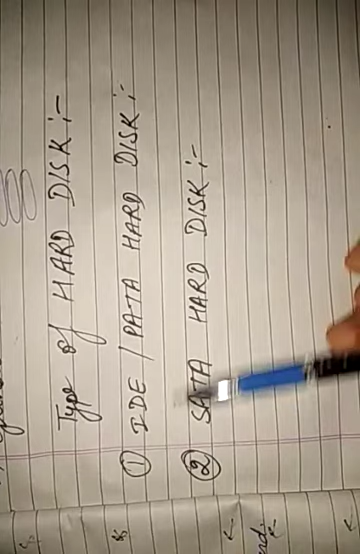 Type of HARD DISK :-
① IDE / PATA HARD DISK :-
② SATA HARD DISK :-